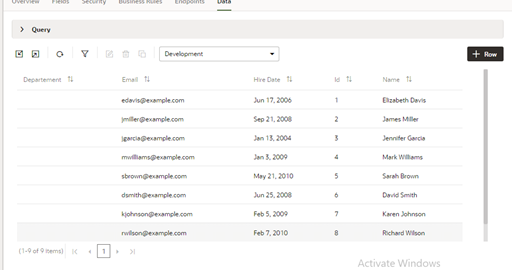 Overview Fields Security Business Rules Endpoints Data
Query
Development + Row
Departement Email Hire Date Id Name
edavis@example.com Jun 17, 2006 1 Elizabeth Davis
jmiller@example.com Sep 21, 2008 2 James Miller
jgarcia@example.com Jan 13, 2004 3 Jennifer Garcia
mwilliams@example.com Jan 3, 2009 4 Mark Williams
sbrown@example.com May 21, 2010 5 Sarah Brown
dsmith@example.com Jun 25, 2008 6 David Smith
kjohnson@example.com Feb 5, 2009 7 Karen Johnson
rwilson@example.com Feb 7, 2010 8 Richard Wilson
(1-9 of 9 items) 1
Activate Windows